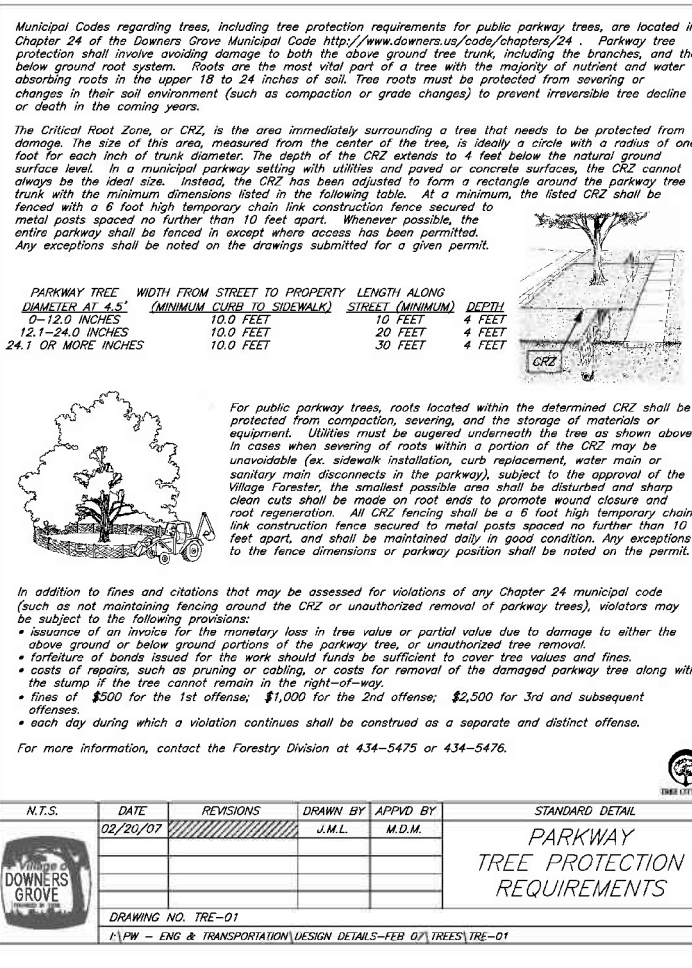 Municipal Codes regarding trees, including tree protection requirements for public parkway trees, are located in
Chapter 24 of the Downers Grove Municipal Code http://www.downers.us/code/chapters/24 . Parkway tree
protection shall involve avoiding damage to both the above ground tree trunk, including the branches, and the
below ground root system. Roots are the most vital part of a tree with the majority of nutrient and water
absorbing roots in the upper 18 to 24 inches of soil. Tree roots must be protected from severing or
changes in their soil environment (such as compaction or grade changes) to prevent irreversible tree decline
or death in the coming years.
The Critical Root Zone, or CRZ, is the area immediately surrounding a tree that needs to be protected from
damage. The size of this area, measured from the center of the tree, is ideally a circle with a radius of one
foot for each inch of trunk diameter. The depth of the CRZ extends to 4 feet below the natural ground
surface level. In a municipal parkway setting with utilities and paved or concrete surfaces, the CRZ cannot
always be the ideal size. Instead, the CRZ has been adjusted to form a rectangle around the parkway tree
trunk with the minimum dimensions listed in the following table. At a minimum, the listed CRZ shall be
fenced with a 6 foot high temporary chain link construction fence secured to
metal posts spaced no further than 10 feet apart. Whenever possible, the
entire parkway shall be fenced in except where access has been permitted.
Any exceptions shall be noted on the drawings submitted for a given permit.
PARKWAY TREE WIDTH FROM STREET TO PROPERTY LENGTH ALONG
DIAMETER AT 4.5' (MINIMUM CURB TO SIDEWALK) STREET (MINIMUM) DEPTH
0-12.0 INCHES 10.0 FEET 10 FEET 4 FEET
12.1-24.0 INCHES 10.0 FEET 20 FEET 4 FEET
24.1 OR MORE INCHES 10.0 FEET 30 FEET 4 FEET
CRZ
For public parkway trees, roots located within the determined CRZ shall be
protected from compaction, severing, and the storage of materials or
equipment. Utilities must be augered underneath the tree as shown above.
In cases when severing of roots within a portion of the CRZ may be
unavoidable (ex. sidewalk installation, curb replacement, water main or
sanitary main disconnects in the parkway), subject to the approval of the
Village Forester, the smallest possible area shall be disturbed and sharp
clean cuts shall be made on root ends to promote wound closure and
root regeneration. All CRZ fencing shall be a 6 foot high temporary chain
link construction fence secured to metal posts spaced no further than 10
feet apart, and shall be maintained daily in good condition. Any exceptions
to the fence dimensions or parkway position shall be noted on the permit.
In addition to fines and citations that may be assessed for violations of any Chapter 24 municipal code
(such as not maintaining fencing around the CRZ or unauthorized removal of parkway trees), violators may
be subject to the following provisions:
• issuance of an invoice for the monetary loss in tree value or partial value due to damage to either the
above ground or below ground portions of the parkway tree, or unauthorized tree removal.
• forfeiture of bonds issued for the work should funds be sufficient to cover tree values and fines.
• costs of repairs, such as pruning or cabling, or costs for removal of the damaged parkway tree along with
the stump if the tree cannot remain in the right-of-way.
• fines of $500 for the 1st offense; $1,000 for the 2nd offense; $2,500 for 3rd and subsequent
offenses.
• each day during which a violation continues shall be construed as a separate and distinct offense.
For more information, contact the Forestry Division at 434-5475 or 434-5476.
TREE CITY
N.T.S. DATE REVISIONS DRAWN BY APPVD BY STANDARD DETAIL
02/20/07 J.M.L. M.D.M.
PARKWAY
TREE PROTECTION
REQUIREMENTS
Village of
DOWNERS
GROVE
DRAWING NO. TRE-01
I:\PW - ENG & TRANSPORTATION\DESIGN DETAILS-FEB 07\TREES\TRE-01